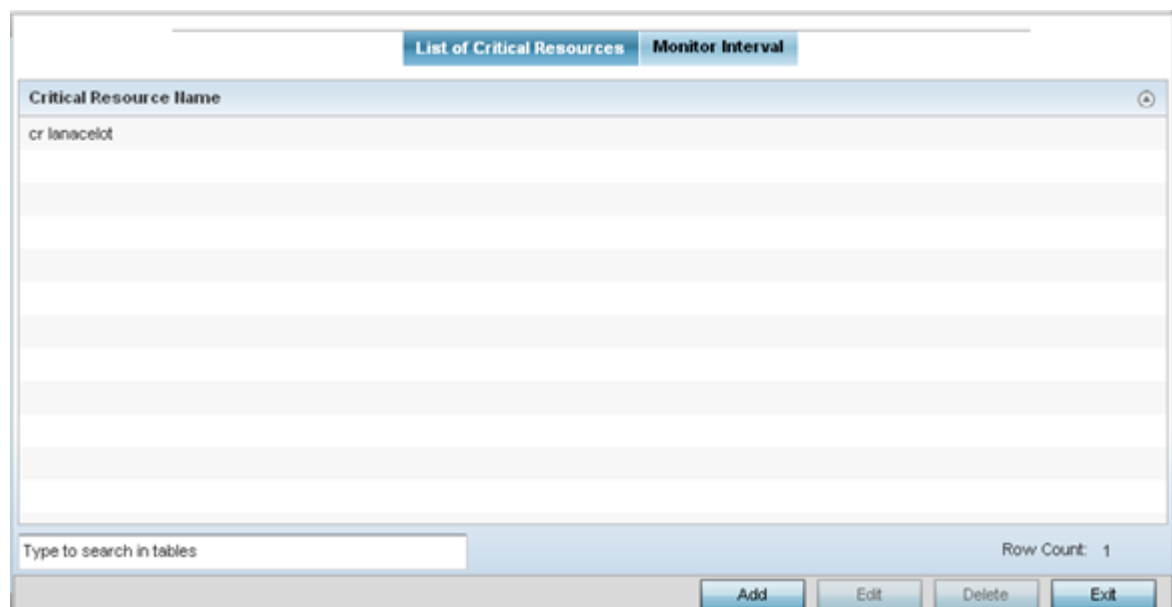 List of Critical Resources Monitor Interval
Critical Resource Name
cr lanacelot
Type to search in tables Row Count: 1
Add Edit Delete Exit